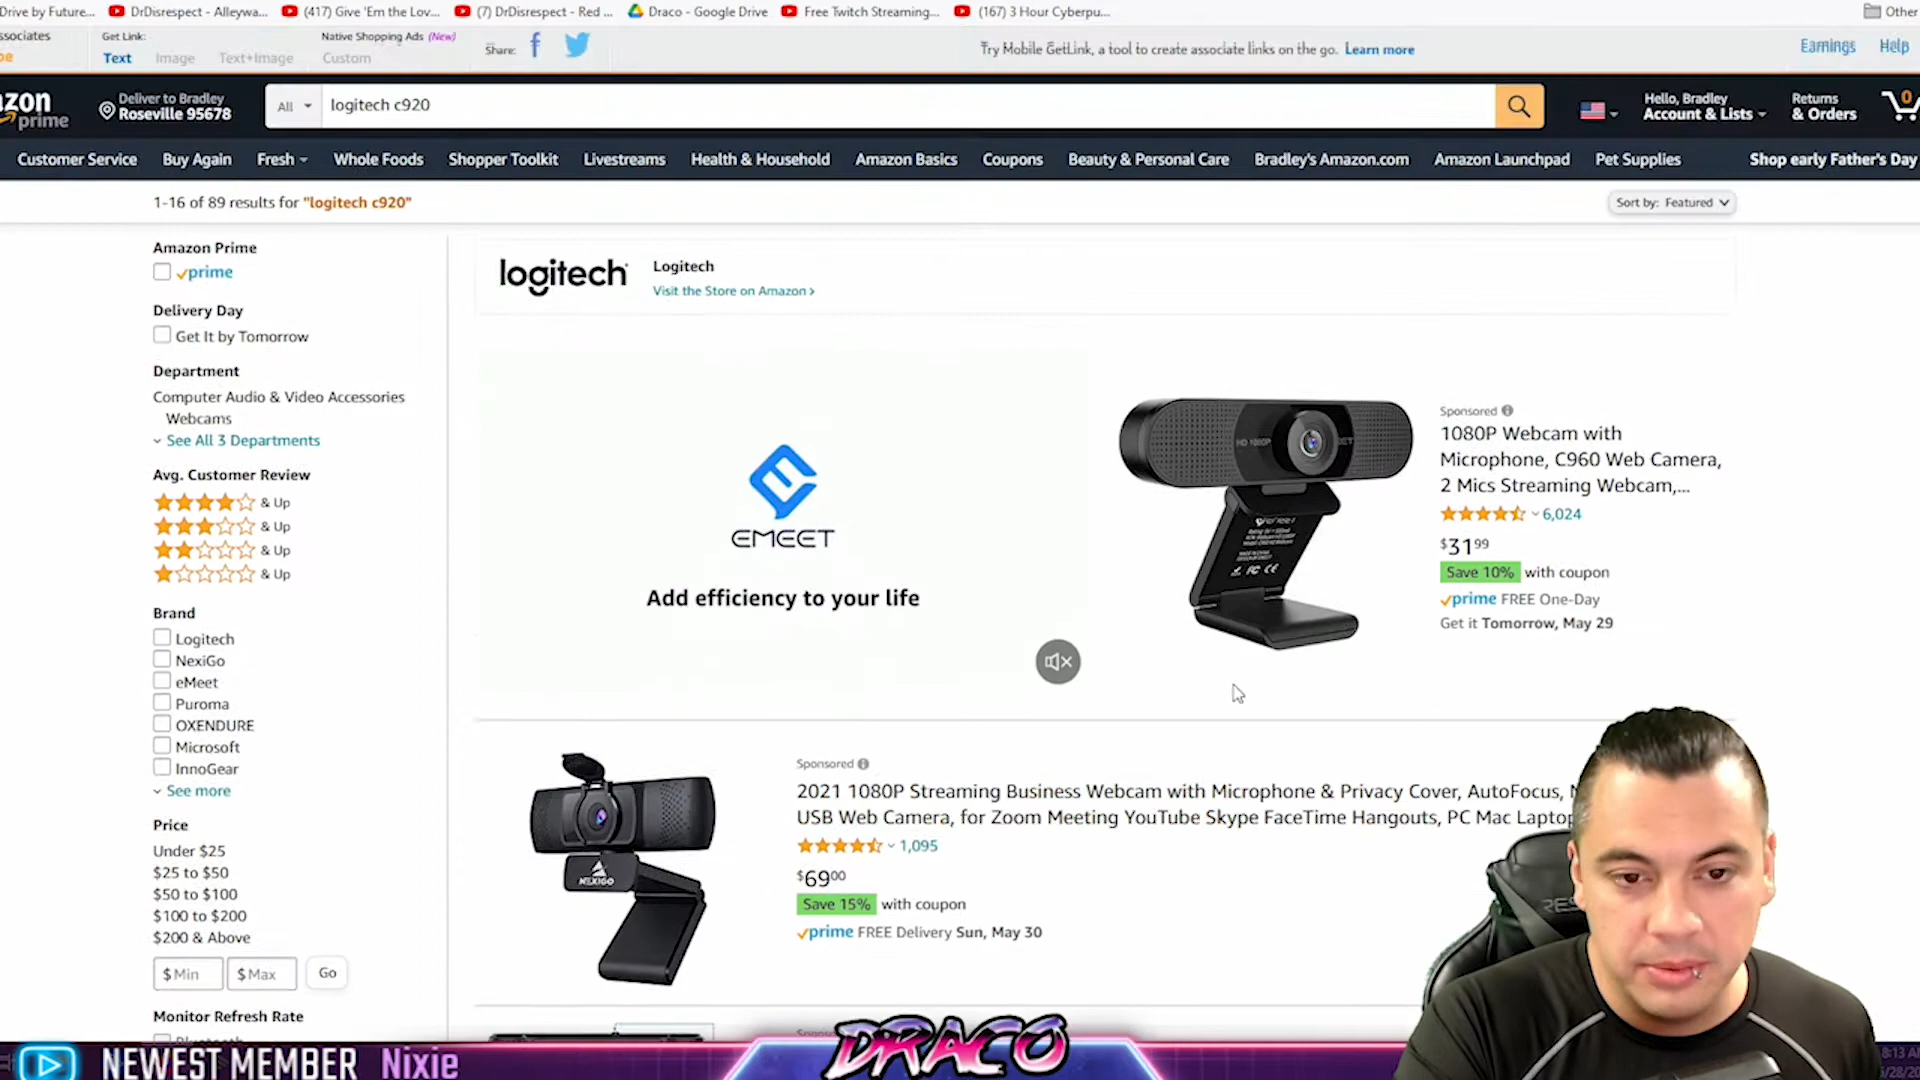 Drive by Future...
DrDisrespect - Alleywa...
(417) Give 'Em the Lov...
(7) DrDisrespect - Red ...
Draco - Google Drive
Free Twitch Streaming...
(167) 3 Hour Cyberpu...
Other
Get Link:
Text
Image
Text+Image
Native Shopping Ads (New)
Custom
Share:
Try Mobile GetLink, a tool to create associate links on the go. Learn more
Earnings
Help
prime
Deliver to Bradley
Roseville 95678
All
logitech c920
Hello, Bradley
Account & Lists
Returns
& Orders
0
Customer Service
Buy Again
Fresh
Whole Foods
Shopper Toolkit
Livestreams
Health & Household
Amazon Basics
Coupons
Beauty & Personal Care
Bradley's Amazon.com
Amazon Launchpad
Pet Supplies
Shop early Father's Day
1-16 of 89 results for "logitech c920"
Sort by: Featured
Amazon Prime
prime
Delivery Day
Get It by Tomorrow
Department
Computer Audio & Video Accessories
Webcams
See All 3 Departments
Avg. Customer Review
& Up
& Up
& Up
& Up
Brand
Logitech
NexiGo
eMeet
Puroma
OXENDURE
Microsoft
InnoGear
See more
Price
Under $25
$25 to $50
$50 to $100
$100 to $200
$200 & Above
$ Min
$ Max
Go
Monitor Refresh Rate
logitech
Logitech
Visit the Store on Amazon ›
EMEET
Add efficiency to your life
HD 1080P
Sponsored
1080P Webcam with
Microphone, C960 Web Camera,
2 Mics Streaming Webcam,...
6,024
$31.99
Save 10% with coupon
prime FREE One-Day
Get it Tomorrow, May 29
NEXIGO
Sponsored
2021 1080P Streaming Business Webcam with Microphone & Privacy Cover, AutoFocus,
USB Web Camera, for Zoom Meeting YouTube Skype FaceTime Hangouts, PC Mac Laptop
1,095
$69.00
Save 15% with coupon
prime FREE Delivery Sun, May 30
NEWEST MEMBER Nixie
DRACO